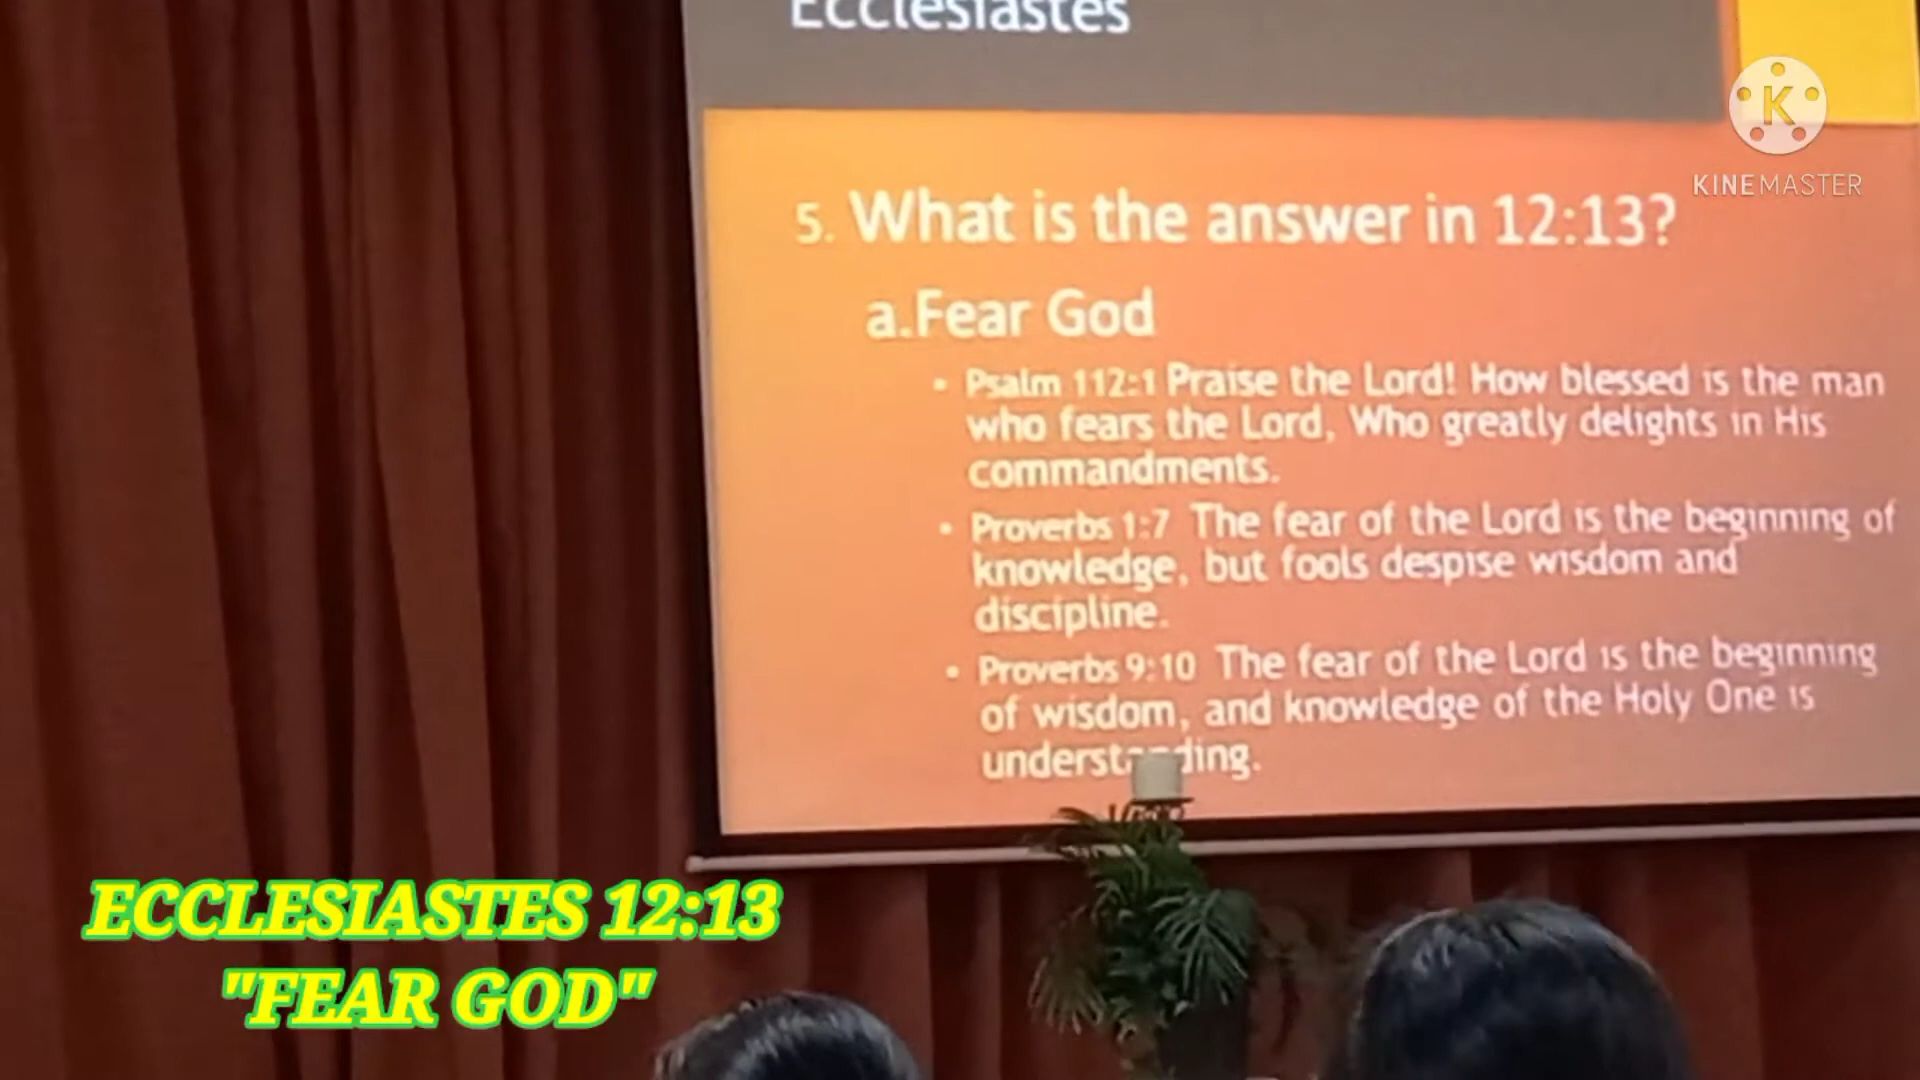 Ecclesiastes
KINEMASTER
5. What is the answer in 12:13?
a.Fear God
• Psalm 112:1 Praise the Lord! How blessed is the man
who fears the Lord, Who greatly delights in His
commandments.
• Proverbs 1:7 The fear of the Lord is the beginning of
knowledge, but fools despise wisdom and
discipline.
• Proverbs 9:10 The fear of the Lord is the beginning
of wisdom, and knowledge of the Holy One is
understanding.
ECCLESIASTES 12:13
"FEAR GOD"